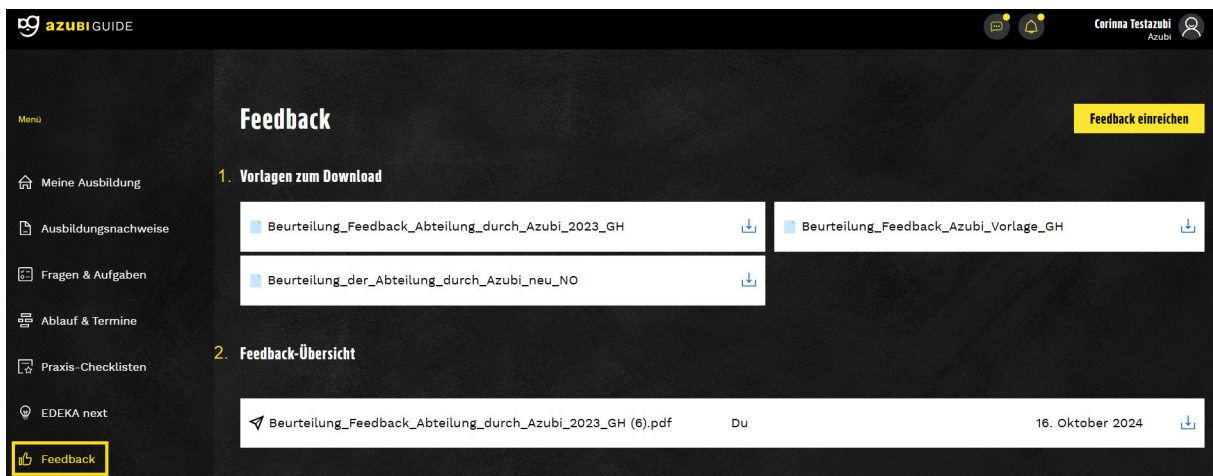 azubiGUIDE
Corinna Testazubi
Azubi
Menü
Feedback
Feedback einreichen
Meine Ausbildung
1. Vorlagen zum Download
Ausbildungsnachweise
Beurteilung_Feedback_Abteilung_durch_Azubi_2023_GH
Beurteilung_Feedback_Azubi_Vorlage_GH
Fragen & Aufgaben
Beurteilung_der_Abteilung_durch_Azubi_neu_NO
Ablauf & Termine
2. Feedback-Übersicht
Praxis-Checklisten
EDEKA next
Beurteilung_Feedback_Abteilung_durch_Azubi_2023_GH (6).pdf Du 16. Oktober 2024
Feedback